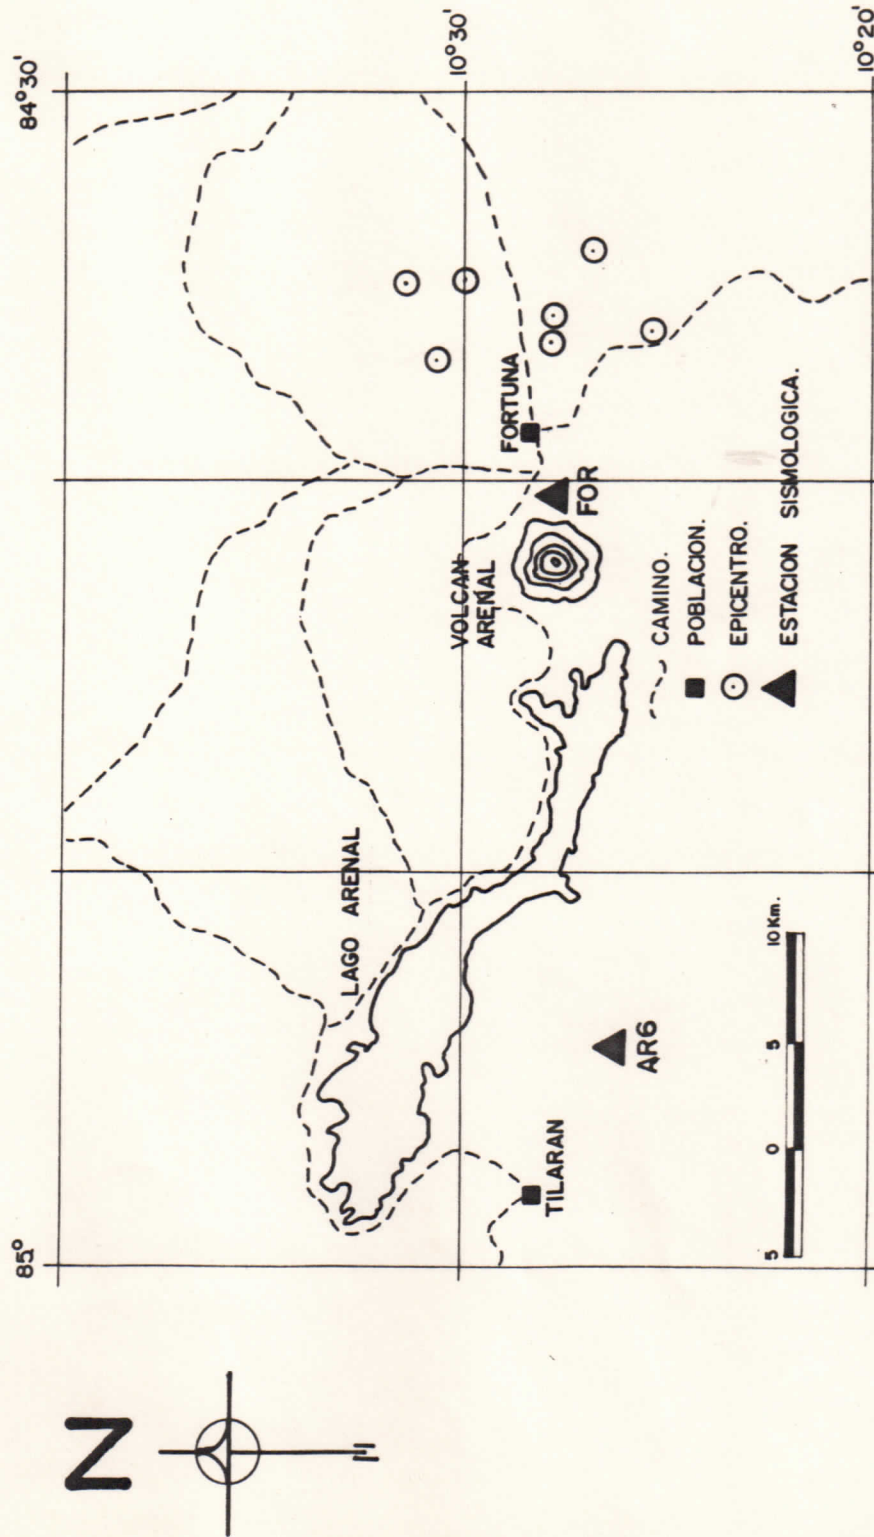 N
85°
84°30'
10°30'
10°20'
LAGO ARENAL
VOLCAN
ARENAL
FORTUNA
FOR
TILARAN
AR6
CAMINO.
POBLACION.
EPICENTRO.
ESTACION SISMOLOGICA.
5 0 5 10 Km.